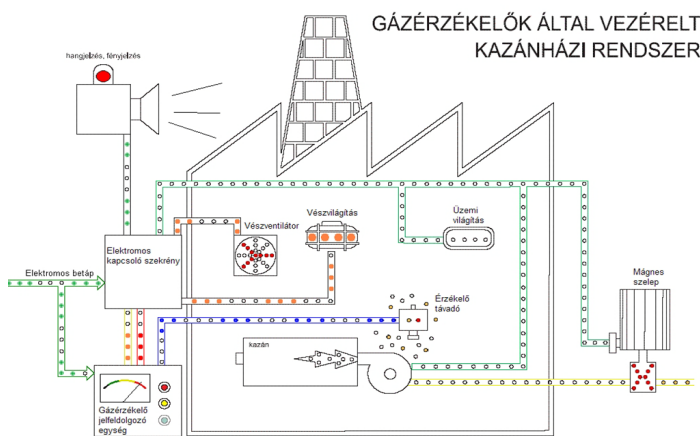 GÁZÉRZÉKELŐK ÁLTAL VEZÉRELT
KAZÁNHÁZI RENDSZER
hangjelzés, fényjelzés
Elektromos
kapcsoló szekrény
Vészventilátor
Vészvilágítás
Üzemi
világítás
Elektromos betáp
Érzékelő
távadó
Mágnes
szelep
kazán
Gázérzékelő
jelfeldolgozó
egység